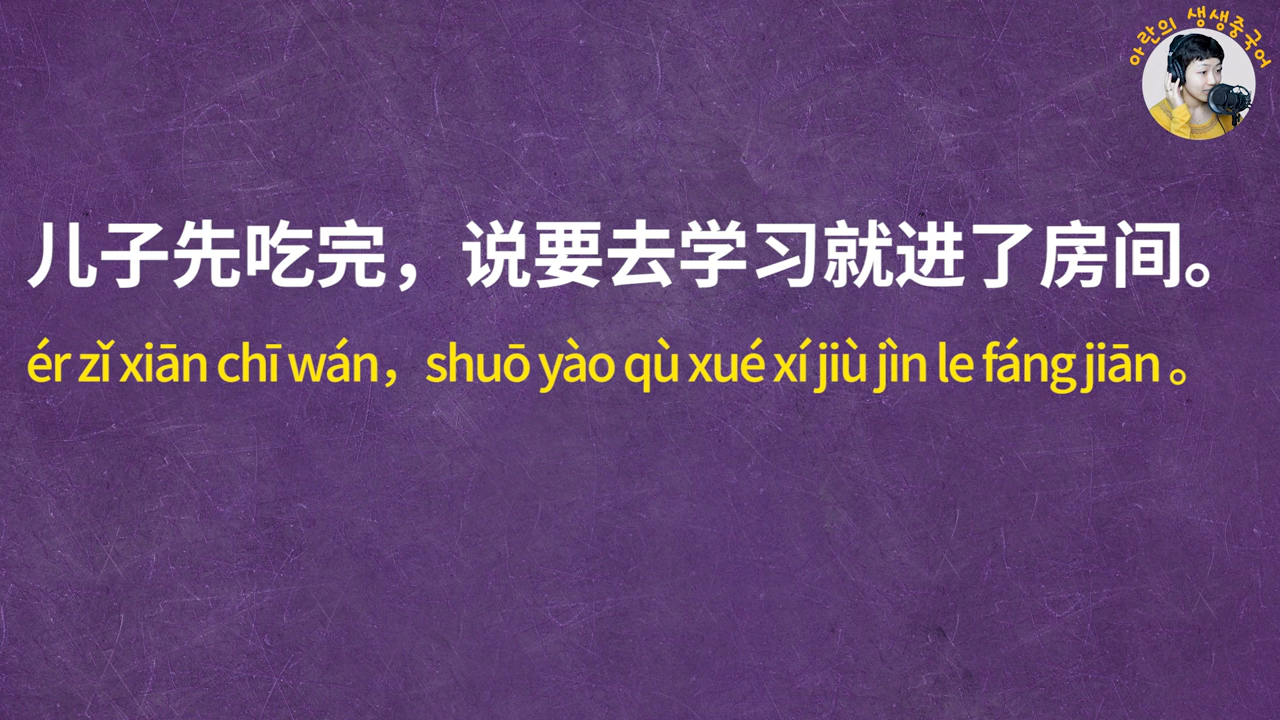 아란의 생생중국어
儿子先吃完，说要去学习就进了房间。
ér zǐ xiān chī wán，shuō yào qù xué xí jiù jìn le fáng jiān 。